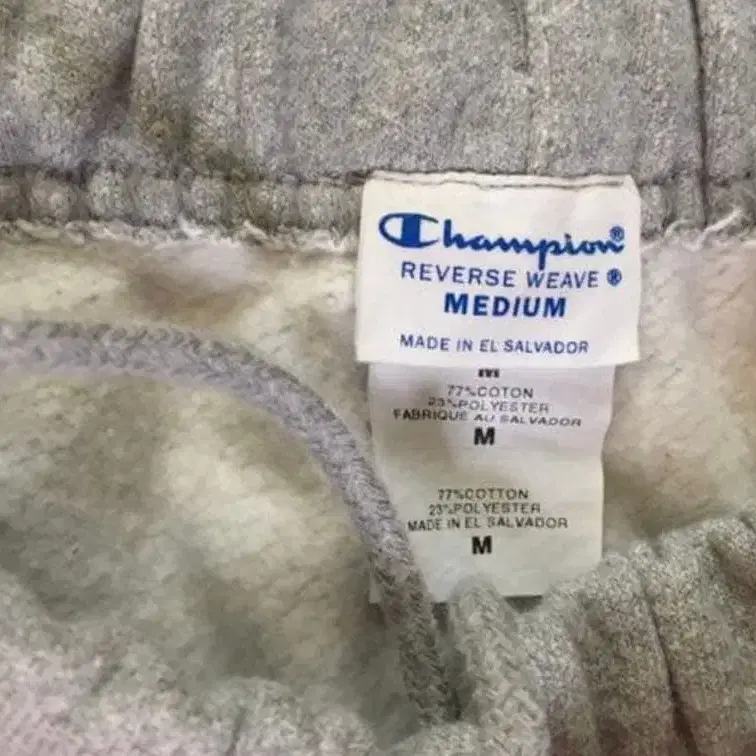 Champion®
REVERSE WEAVE ®
MEDIUM
MADE IN EL SALVADOR
M
77%COTON
23%POLYESTER
FABRIQUE AU SALVADOR
M
77%COTTON
23%POLYESTER
MADE IN EL SALVADOR
M